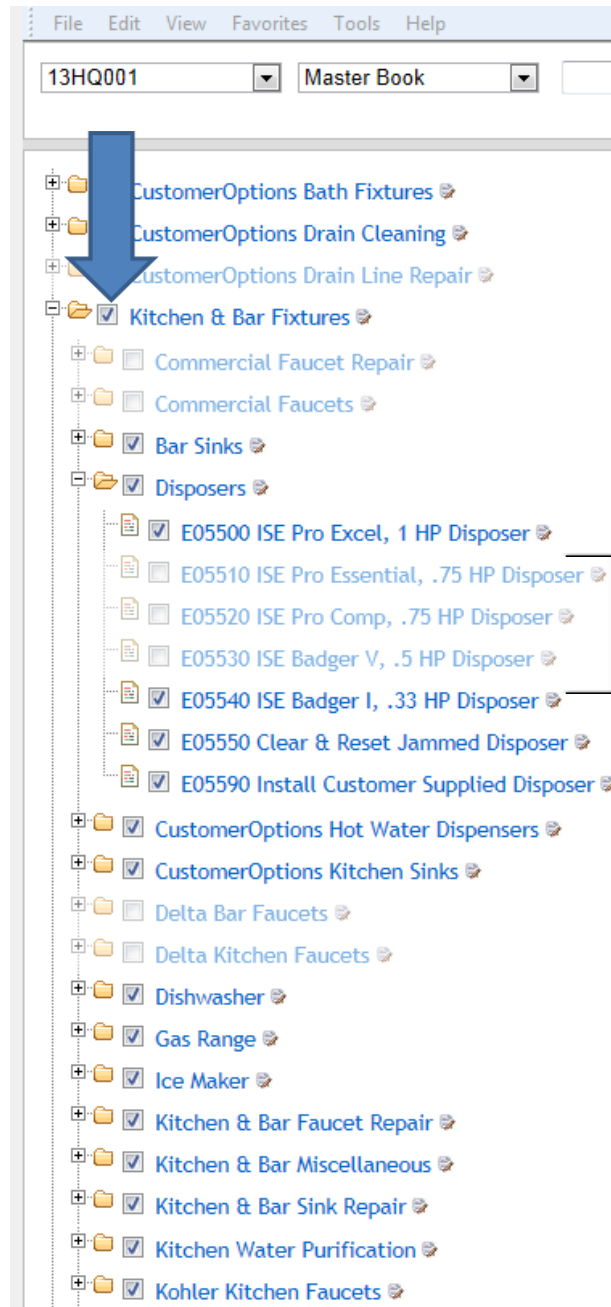 File Edit View Favorites Tools Help
13HQ001 Master Book
CustomerOptions Bath Fixtures
CustomerOptions Drain Cleaning
CustomerOptions Drain Line Repair
Kitchen & Bar Fixtures
Commercial Faucet Repair
Commercial Faucets
Bar Sinks
Disposers
E05500 ISE Pro Excel, 1 HP Disposer
E05510 ISE Pro Essential, .75 HP Disposer
E05520 ISE Pro Comp, .75 HP Disposer
E05530 ISE Badger V, .5 HP Disposer
E05540 ISE Badger I, .33 HP Disposer
E05550 Clear & Reset Jammed Disposer
E05590 Install Customer Supplied Disposer
CustomerOptions Hot Water Dispensers
CustomerOptions Kitchen Sinks
Delta Bar Faucets
Delta Kitchen Faucets
Dishwasher
Gas Range
Ice Maker
Kitchen & Bar Faucet Repair
Kitchen & Bar Miscellaneous
Kitchen & Bar Sink Repair
Kitchen Water Purification
Kohler Kitchen Faucets